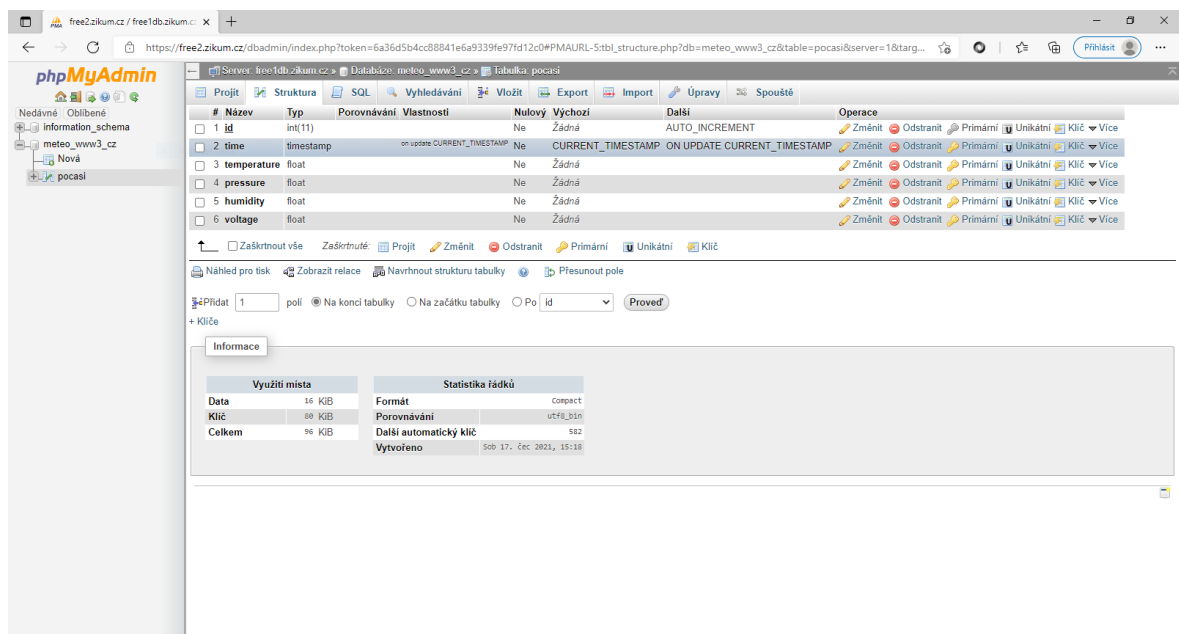 free2.zikum.cz / free1db.zikum.c
https://free2.zikum.cz/dbadmin/index.php?token=6a36d5b4cc88841e6a9339fe97fd12c0#PMAURL-5:tbl_structure.php?db=meteo_www3_cz&table=pocasi&server=1&targ...
Přihlásit
phpMyAdmin
Nedávné Oblíbené
information_schema
meteo_www3_cz
Nová
pocasi
Server: free1db.zikum.cz » Databáze: meteo_www3_cz » Tabulka: pocasi
Projít Struktura SQL Vyhledávání Vložit Export Import Úpravy Spouště
# Název Typ Porovnávání Vlastnosti Nulový Výchozí Další Operace
1 id int(11) Ne Žádná AUTO_INCREMENT Změnit Odstranit Primární Unikátní Klíč Více
2 time timestamp on update CURRENT_TIMESTAMP Ne CURRENT_TIMESTAMP ON UPDATE CURRENT_TIMESTAMP Změnit Odstranit Primární Unikátní Klíč Více
3 temperature float Ne Žádná Změnit Odstranit Primární Unikátní Klíč Více
4 pressure float Ne Žádná Změnit Odstranit Primární Unikátní Klíč Více
5 humidity float Ne Žádná Změnit Odstranit Primární Unikátní Klíč Více
6 voltage float Ne Žádná Změnit Odstranit Primární Unikátní Klíč Více
Zaškrtnout vše Zaškrtnuté: Projít Změnit Odstranit Primární Unikátní Klíč
Náhled pro tisk Zobrazit relace Navrhnout strukturu tabulky Přesunout pole
Přidat 1 polí Na konci tabulky Na začátku tabulky Po id Proveď
+ Klíče
Informace
Využití místa
Data 16 KiB
Klíč 80 KiB
Celkem 96 KiB
Statistika řádků
Formát Compact
Porovnávání utf8_bin
Další automatický klíč 582
Vytvořeno Sob 17. čec 2021, 15:18